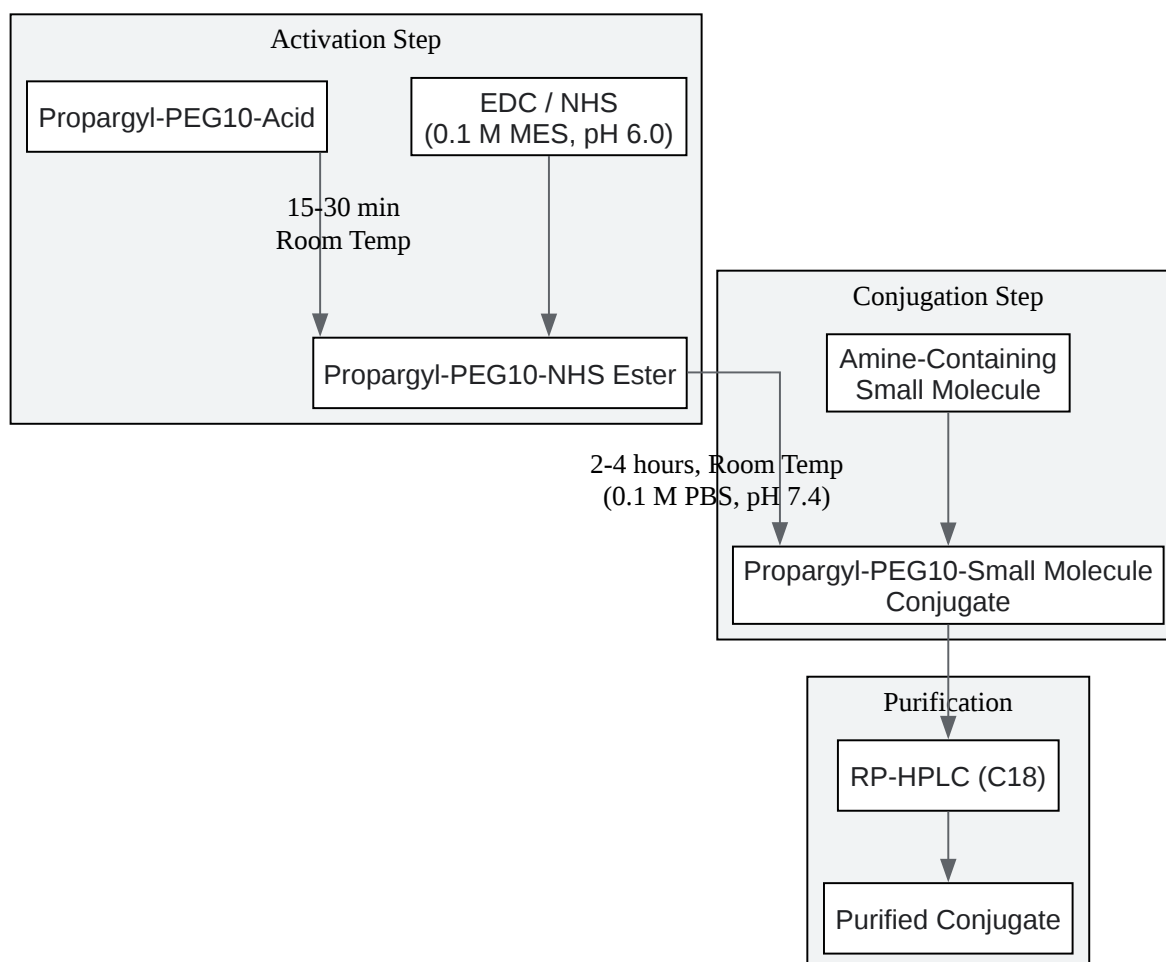 Activation Step
Propargyl-PEG10-Acid
EDC / NHS
(0.1 M MES, pH 6.0)
15-30 min
Room Temp
Propargyl-PEG10-NHS Ester
Conjugation Step
Amine-Containing
Small Molecule
2-4 hours, Room Temp
(0.1 M PBS, pH 7.4)
Propargyl-PEG10-Small Molecule
Conjugate
Purification
RP-HPLC (C18)
Purified Conjugate